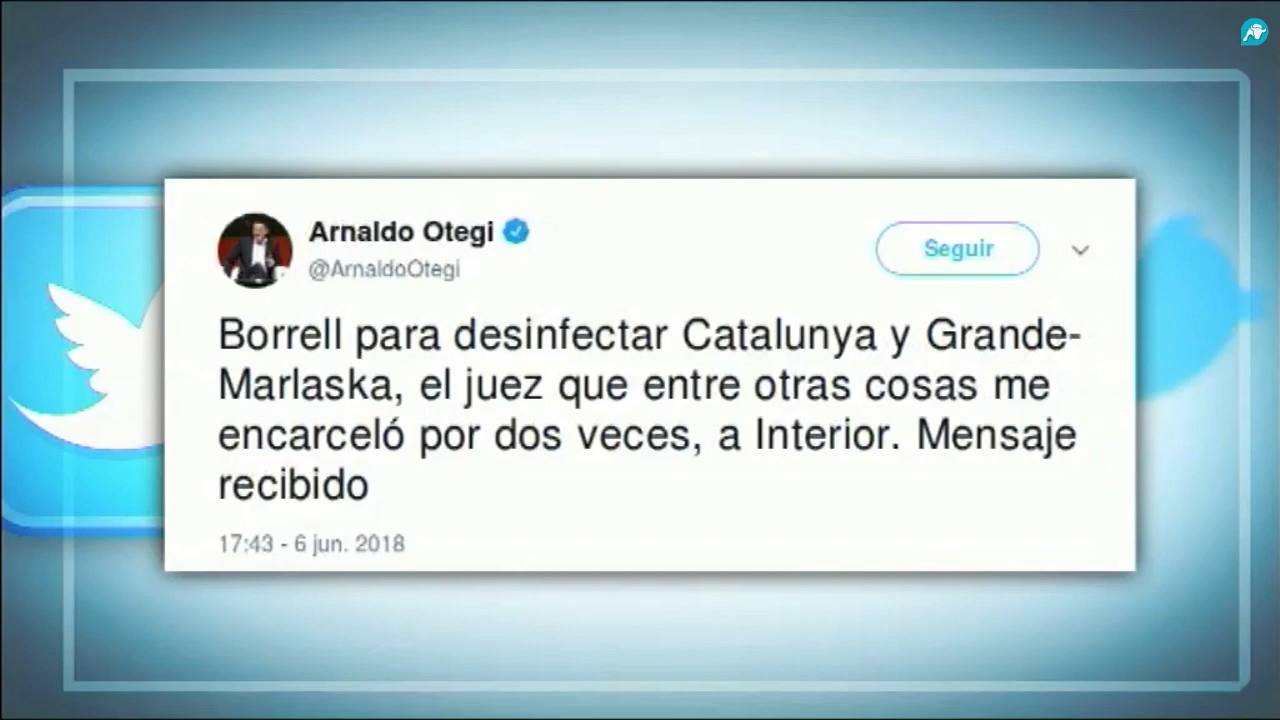 Arnaldo Otegi
@ArnaldoOtegi
Seguir
Borrell para desinfectar Catalunya y Grande-
Marlaska, el juez que entre otras cosas me
encarceló por dos veces, a Interior. Mensaje
recibido
17:43 - 6 jun. 2018